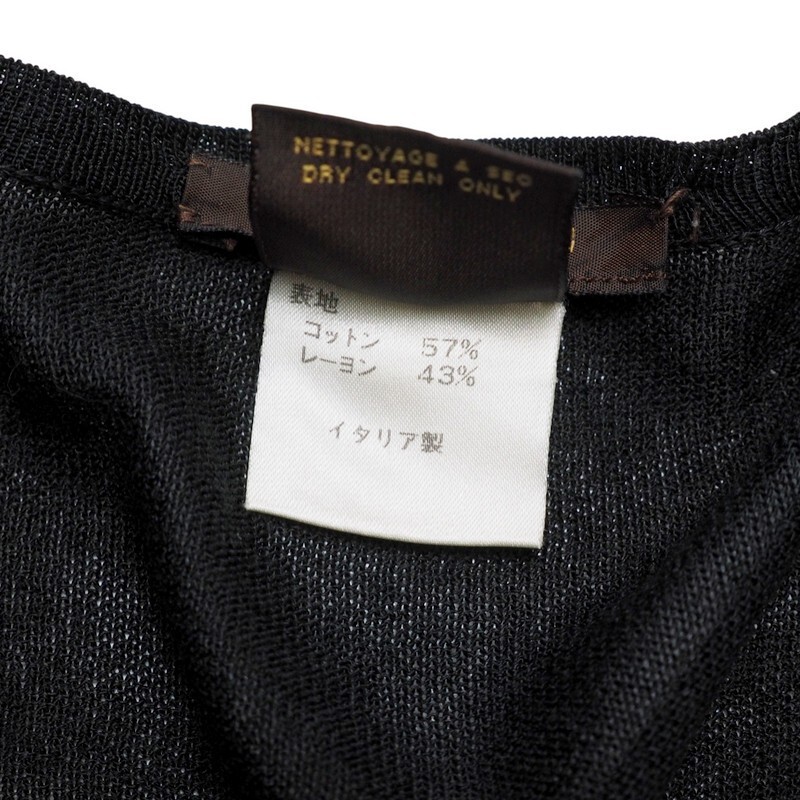 NETTOYAGE A SEC
DRY CLEAN ONLY
表地
コットン 57%
レーヨン 43%
イタリア製